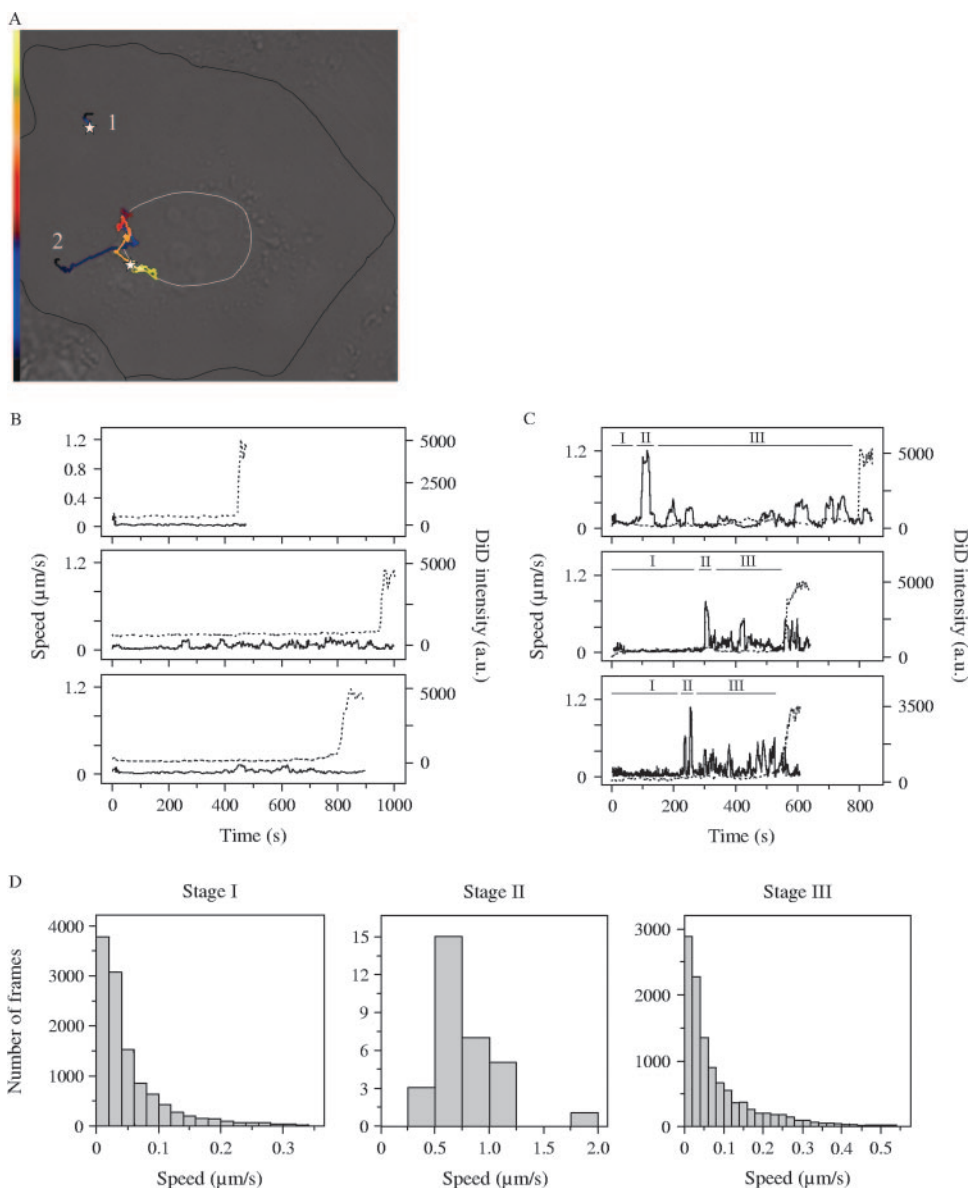 A
1
2
B
C
1.2
0.8
0.4
0
5000
2500
0
1.2
0
5000
0
1.2
0
5000
0
0 200 400 600 800 1000
Time (s)
Speed (µm/s)
DiD intensity (a.u.)
I II III
1.2
0
5000
0
I II III
1.2
0
5000
0
I II III
1.2
0
3500
0
0 200 400 600 800
Time (s)
Speed (µm/s)
DiD intensity (a.u.)
D
Stage I
Stage II
Stage III
Number of frames
4000
3000
2000
1000
0
0 0.1 0.2 0.3
Speed (µm/s)
15
12
9
6
3
0
0 0.5 1.0 1.5 2.0
Speed (µm/s)
3000
2000
1000
0
0 0.1 0.2 0.3 0.4 0.5
Speed (µm/s)